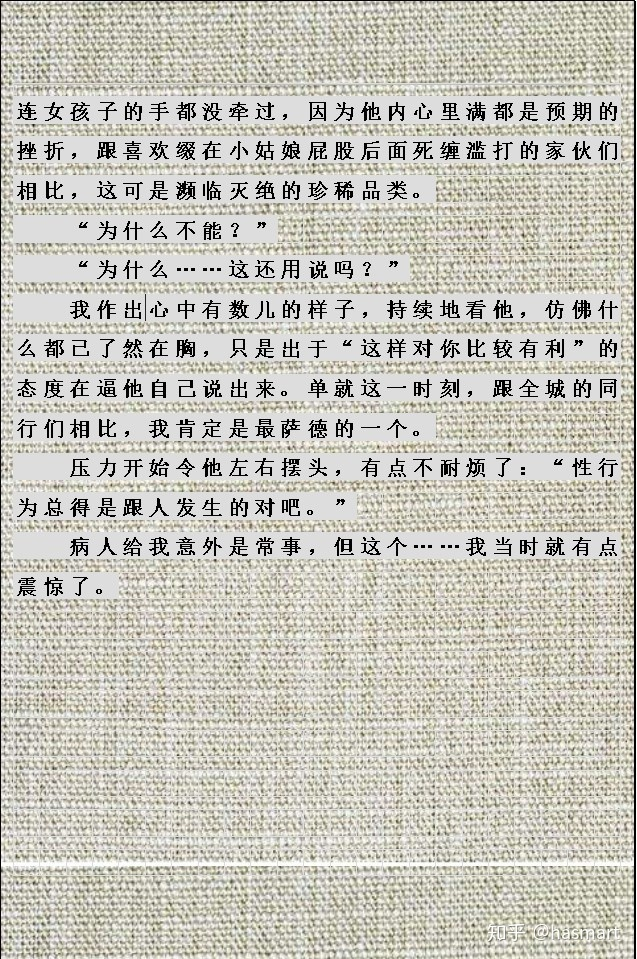 连女孩子的手都没牵过，因为他内心里满都是预期的
挫折，跟喜欢缀在小姑娘屁股后面死缠滥打的家伙们
相比，这可是濒临灭绝的珍稀品类。
“为什么不能？”
“为什么……这还用说吗？”
我作出心中有数儿的样子，持续地看他，仿佛什
么都已了然在胸，只是出于“这样对你比较有利”的
态度在逼他自己说出来。单就这一时刻，跟全城的同
行们相比，我肯定是最萨德的一个。
压力开始令他左右摆头，有点不耐烦了：“性行
为总得是跟人发生的对吧。”
病人给我意外是常事，但这个……我当时就有点
震惊了。
知乎 @hasmart